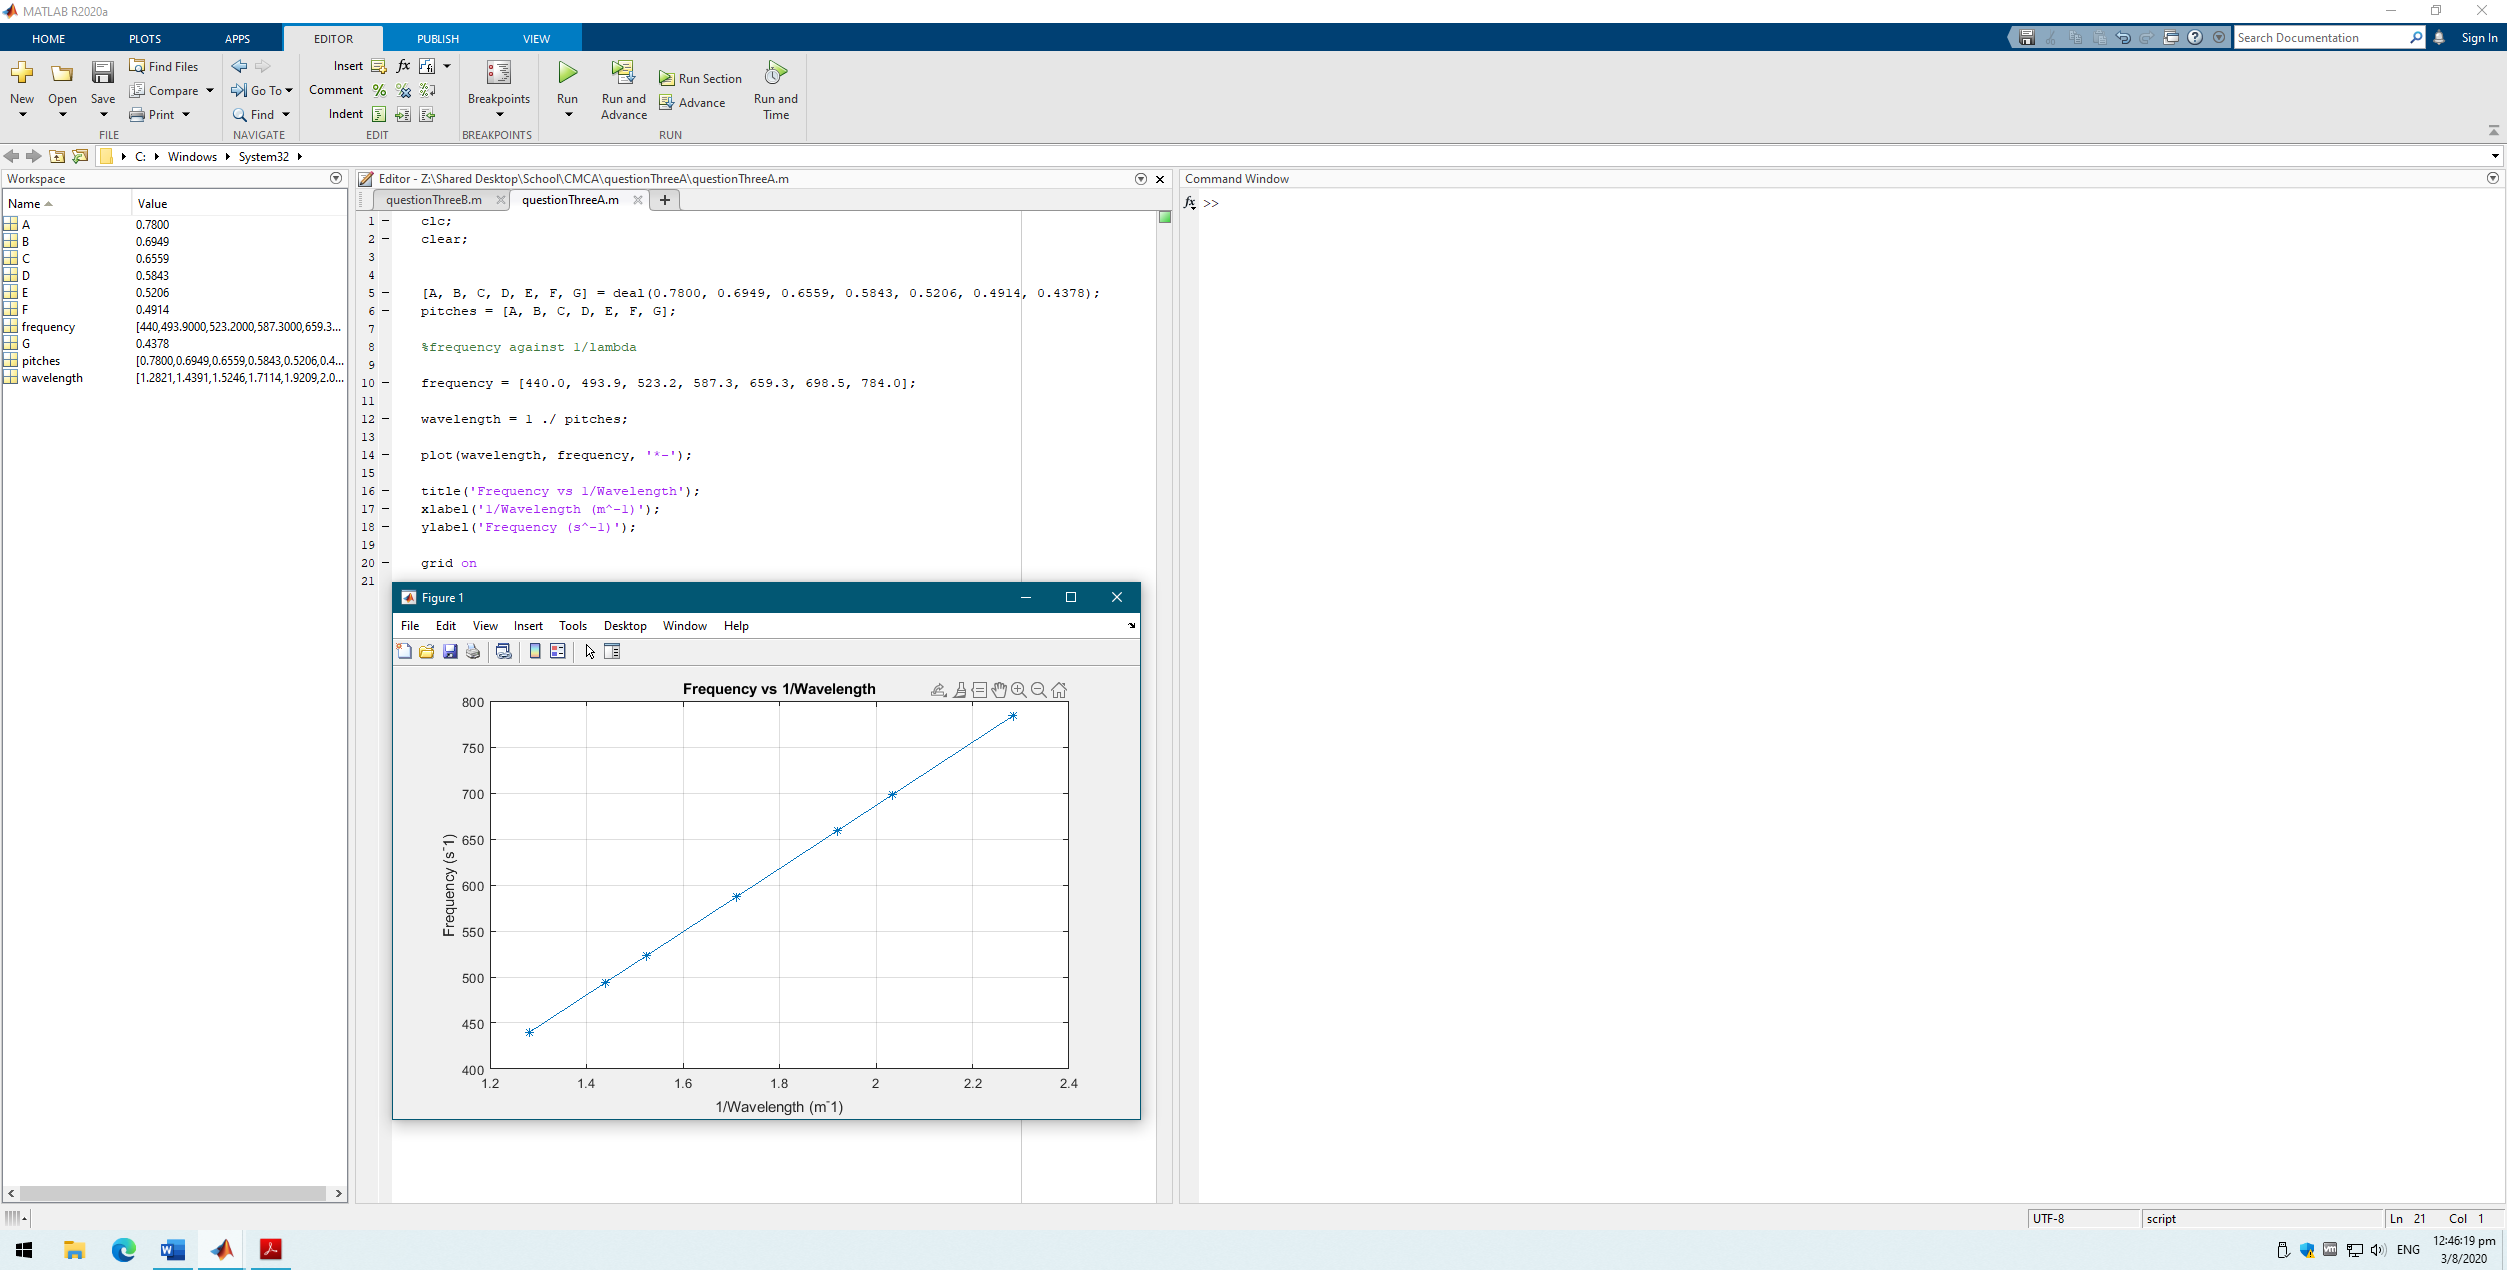 MATLAB R2020a
HOME PLOTS APPS EDITOR PUBLISH VIEW
Search Documentation Sign In
New Open Save Find Files Compare Print
FILE
Go To Find
NAVIGATE
Insert fx
Comment %
Indent
EDIT
Breakpoints
BREAKPOINTS
Run Run and Advance Run Section Advance Run and Time
RUN
C: Windows System32
Workspace
Name Value
A 0.7800
B 0.6949
C 0.6559
D 0.5843
E 0.5206
F 0.4914
frequency [440,493.9000,523.2000,587.3000,659.3...
G 0.4378
pitches [0.7800,0.6949,0.6559,0.5843,0.5206,0.4...
wavelength [1.2821,1.4391,1.5246,1.7114,1.9209,2.0...
Editor - Z:\Shared Desktop\School\CMCA\questionThreeA\questionThreeA.m
questionThreeB.m questionThreeA.m +
1 – clc;
2 – clear;
3
4
5 – [A, B, C, D, E, F, G] = deal(0.7800, 0.6949, 0.6559, 0.5843, 0.5206, 0.4914, 0.4378);
6 – pitches = [A, B, C, D, E, F, G];
7
8 %frequency against 1/lambda
9
10 – frequency = [440.0, 493.9, 523.2, 587.3, 659.3, 698.5, 784.0];
11
12 – wavelength = 1 ./ pitches;
13
14 – plot(wavelength, frequency, '*-');
15
16 – title('Frequency vs 1/Wavelength');
17 – xlabel('1/Wavelength (m^-1)');
18 – ylabel('Frequency (s^-1)');
19
20 – grid on
21
Figure 1
File Edit View Insert Tools Desktop Window Help
Frequency vs 1/Wavelength
800
750
700
650
600
550
500
450
400
Frequency (s⁻1)
1.2 1.4 1.6 1.8 2 2.2 2.4
1/Wavelength (m⁻1)
Command Window
fx >>
UTF-8 script Ln 21 Col 1
ENG 12:46:19 pm
3/8/2020